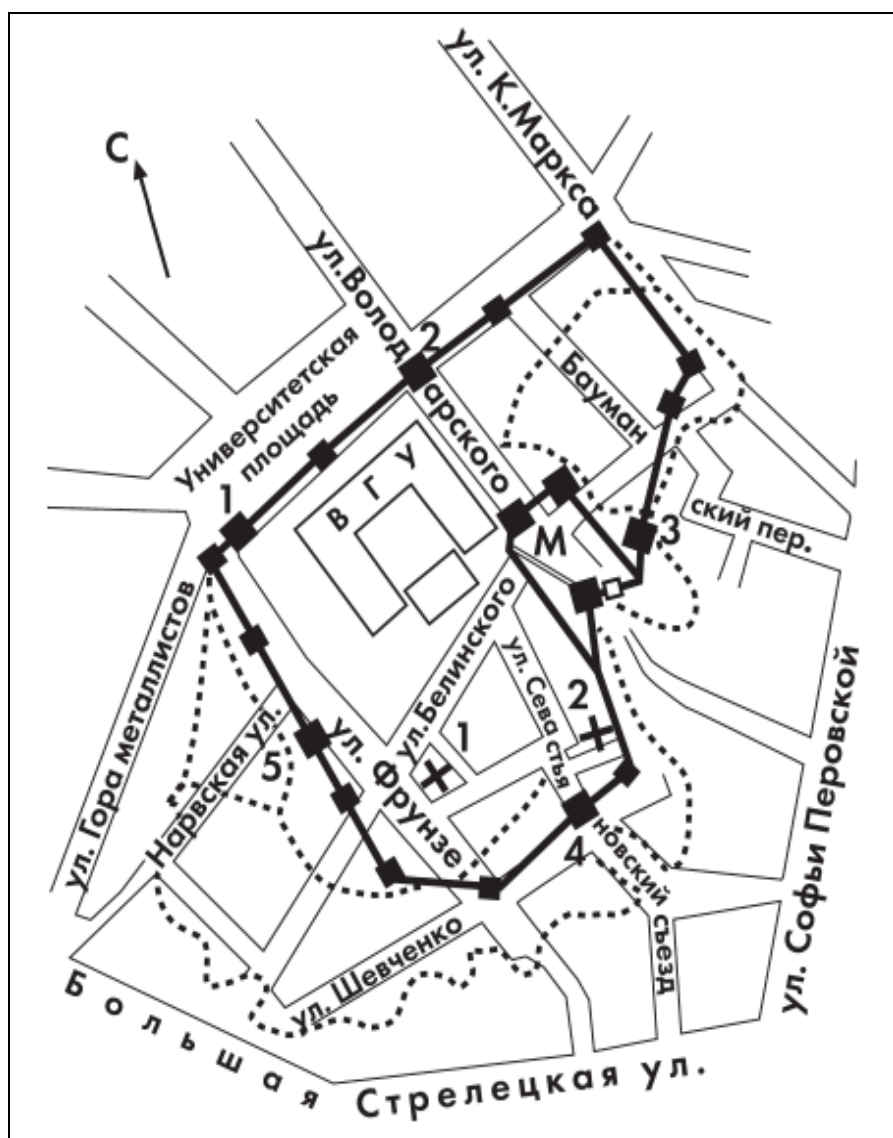 ул. К.Маркса
С
ул.Волод
арского
2
Университетская
площадь
Бауман
ский пер.
1
В Г У
М
3
ул. Гора металлистов
ул. Белинского
ул. Сева стья
новский съезд
2
1
Нарвская ул.
5
ул. Фрунзе
4
ул. Софьи Перовской
ул. Шевченко
Большая
Стрелецкая ул.